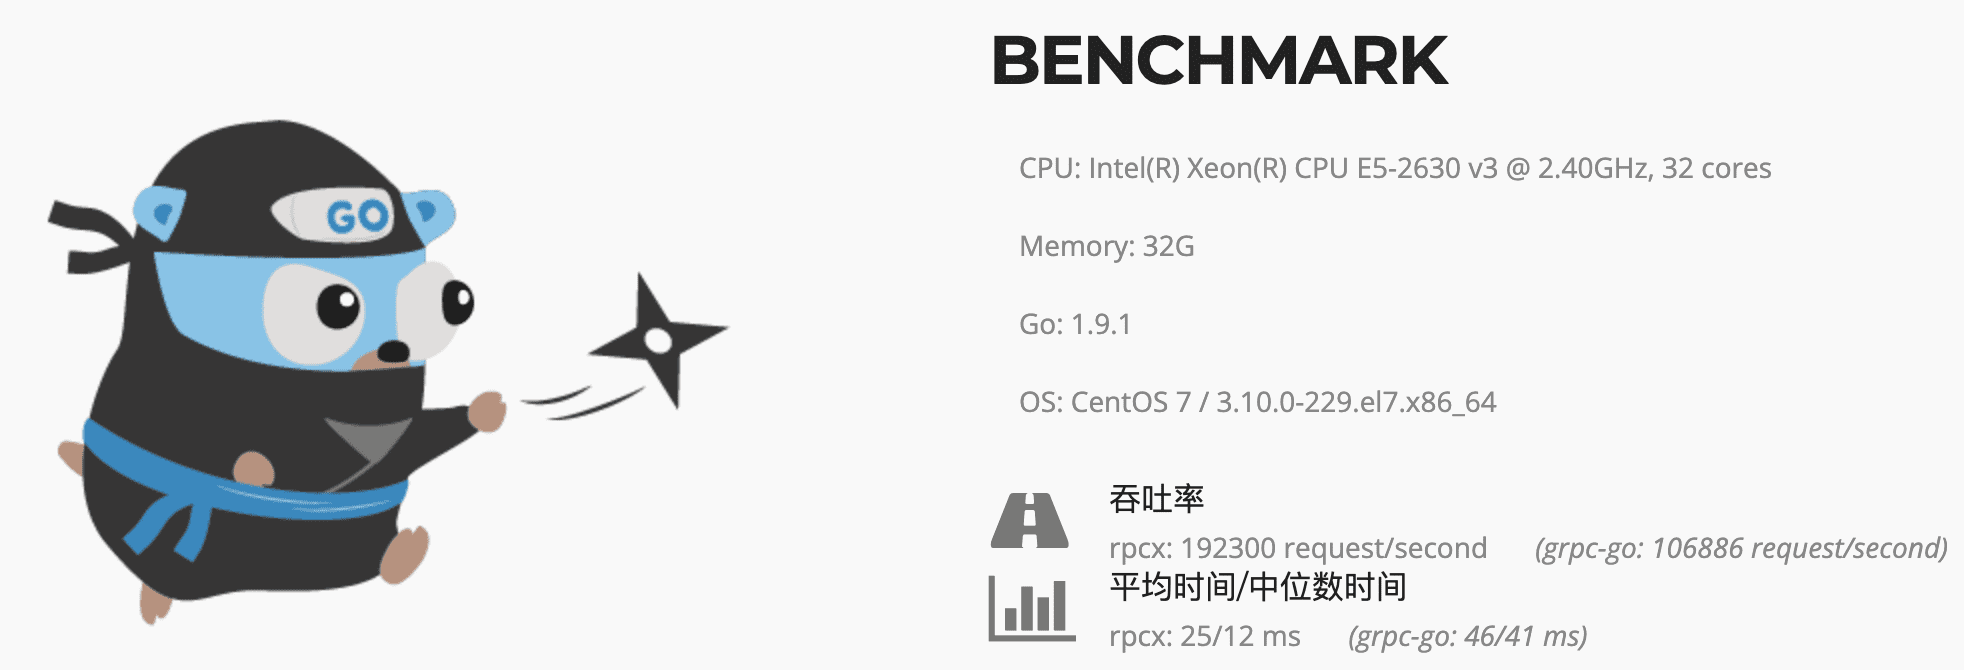 GO
BENCHMARK
CPU: Intel(R) Xeon(R) CPU E5-2630 v3 @ 2.40GHz, 32 cores
Memory: 32G
Go: 1.9.1
OS: CentOS 7 / 3.10.0-229.el7.x86_64
吞吐率
rpcx: 192300 request/second (grpc-go: 106886 request/second)
平均时间/中位数时间
rpcx: 25/12 ms (grpc-go: 46/41 ms)